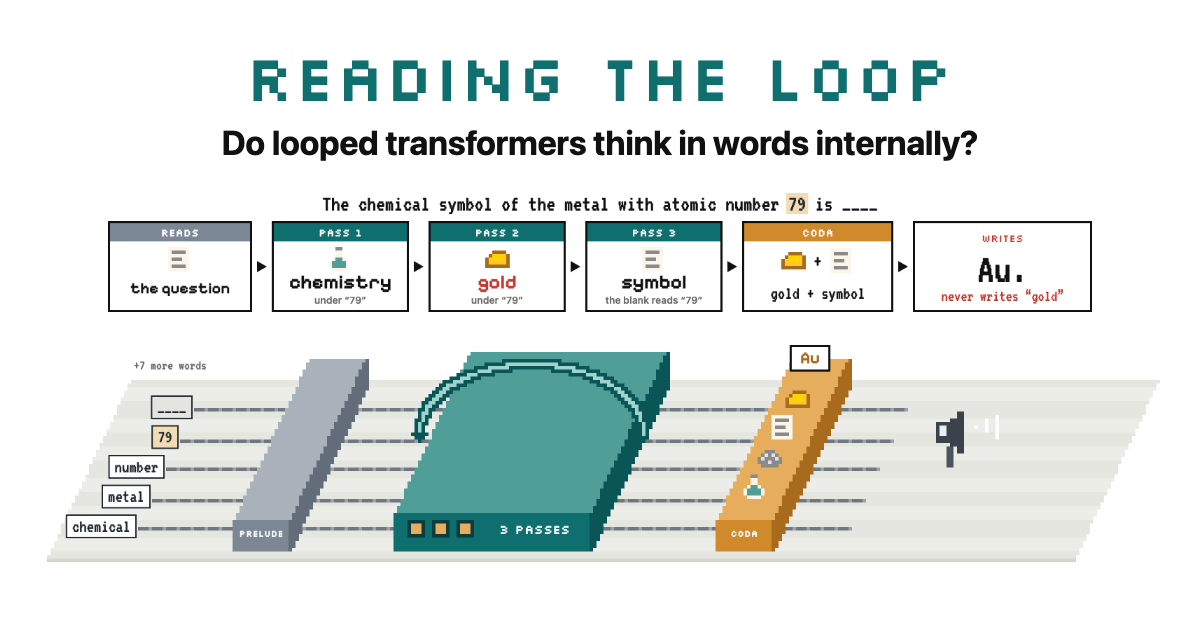 READING THE LOOP
Do looped transformers think in words internally?
The chemical symbol of the metal with atomic number 79 is ____
READS
the question
PASS 1
chemistry
under “79”
PASS 2
gold
under “79”
PASS 3
symbol
the blank reads “79”
CODA
+
gold + symbol
WRITES
Au.
never writes “gold”
+7 more words
____
79
number
metal
chemical
PRELUDE
3 PASSES
Au
CODA